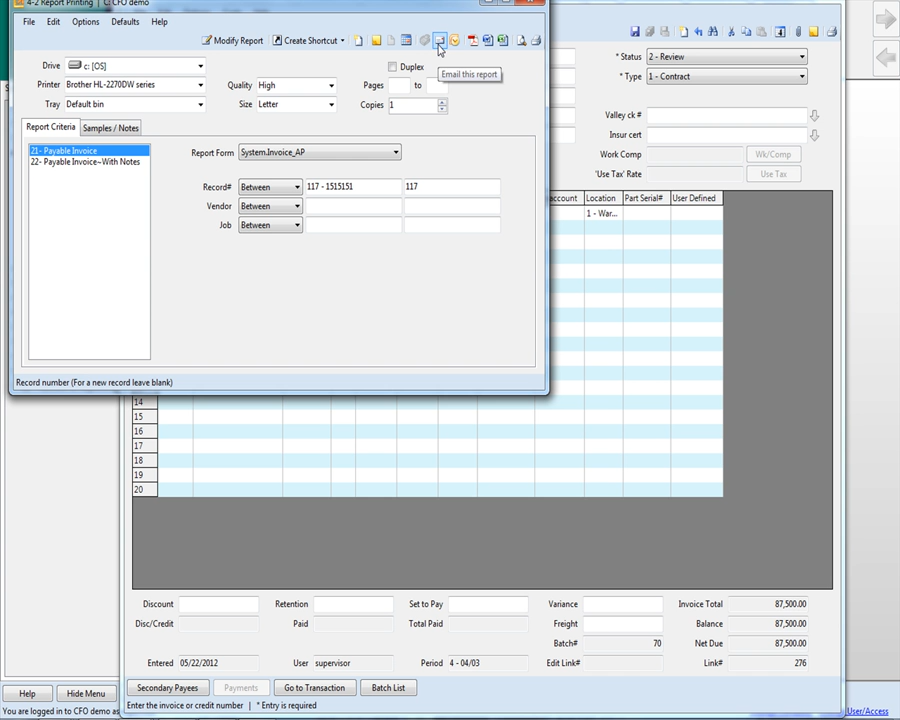 4-2 Report Printing | C: CFO demo
File Edit Options Defaults Help
Modify Report Create Shortcut
Email this report
Drive c: [OS]
Printer Brother HL-2270DW series
Tray Default bin
Quality High
Size Letter
Duplex
Pages to
Copies 1
Report Criteria Samples / Notes
21- Payable Invoice
22- Payable Invoice~With Notes
Report Form System.Invoice_AP
Record# Between 117 - 1515151 117
Vendor Between
Job Between
Record number (For a new record leave blank)
* Status 2 - Review
* Type 1 - Contract
Valley ck #
Insur cert
Work Comp Wk/Comp
'Use Tax' Rate Use Tax
account Location Part Serial# User Defined
1 - War...
14
15
16
17
18
19
20
Discount Retention Set to Pay Variance Invoice Total 87,500.00
Disc/Credit Paid Total Paid Freight Balance 87,500.00
Batch# 70 Net Due 87,500.00
Entered 05/22/2012 User supervisor Period 4 - 04/03 Edit Link# Link# 276
Secondary Payees Payments Go to Transaction Batch List
Enter the invoice or credit number | * Entry is required
Help Hide Menu
You are logged in to CFO demo as
User/Access